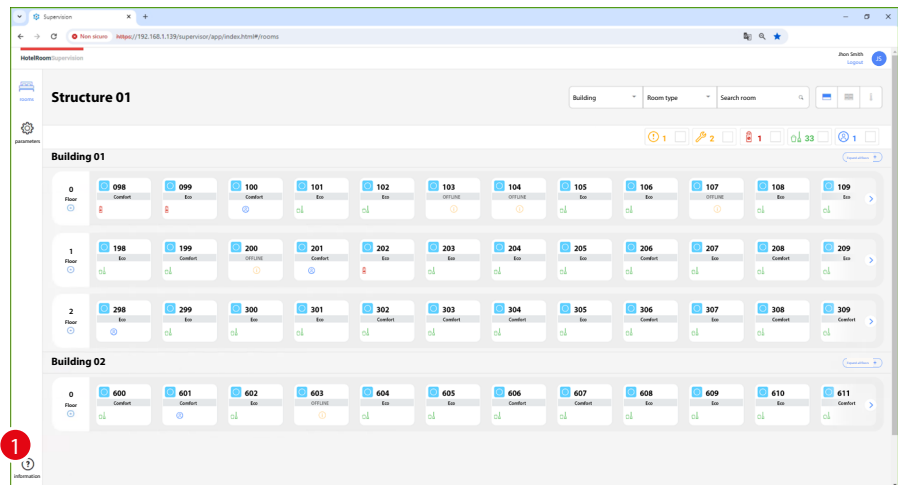 Supervision
Non sicuro https://192.168.1.139/supervisor/app/index.html#/rooms
HotelRoomSupervision
Jhon Smith
Logout
JS
rooms
Structure 01
Building
Room type
Search room
parameters
1 2 1 33 1
Building 01
0 Floor
098 Comfort
099 Eco
100 Comfort
101 Eco
102 Eco
103 OFFLINE
104 OFFLINE
105 Eco
106 Eco
107 OFFLINE
108 Eco
109 Eco
1 Floor
198 Eco
199 Comfort
200 OFFLINE
201 Comfort
202 Eco
203 Eco
204 Eco
205 Eco
206 Comfort
207 Eco
208 Comfort
209 Eco
2 Floor
298 Eco
299 Eco
300 Eco
301 Eco
302 Comfort
303 Comfort
304 Comfort
305 Eco
306 Comfort
307 Eco
308 Comfort
309 Comfort
Building 02
0 Floor
600 Comfort
601 Comfort
602 Eco
603 OFFLINE
604 Eco
605 Eco
606 Comfort
607 Comfort
608 Eco
609 Eco
610 Eco
611 Comfort
1
information